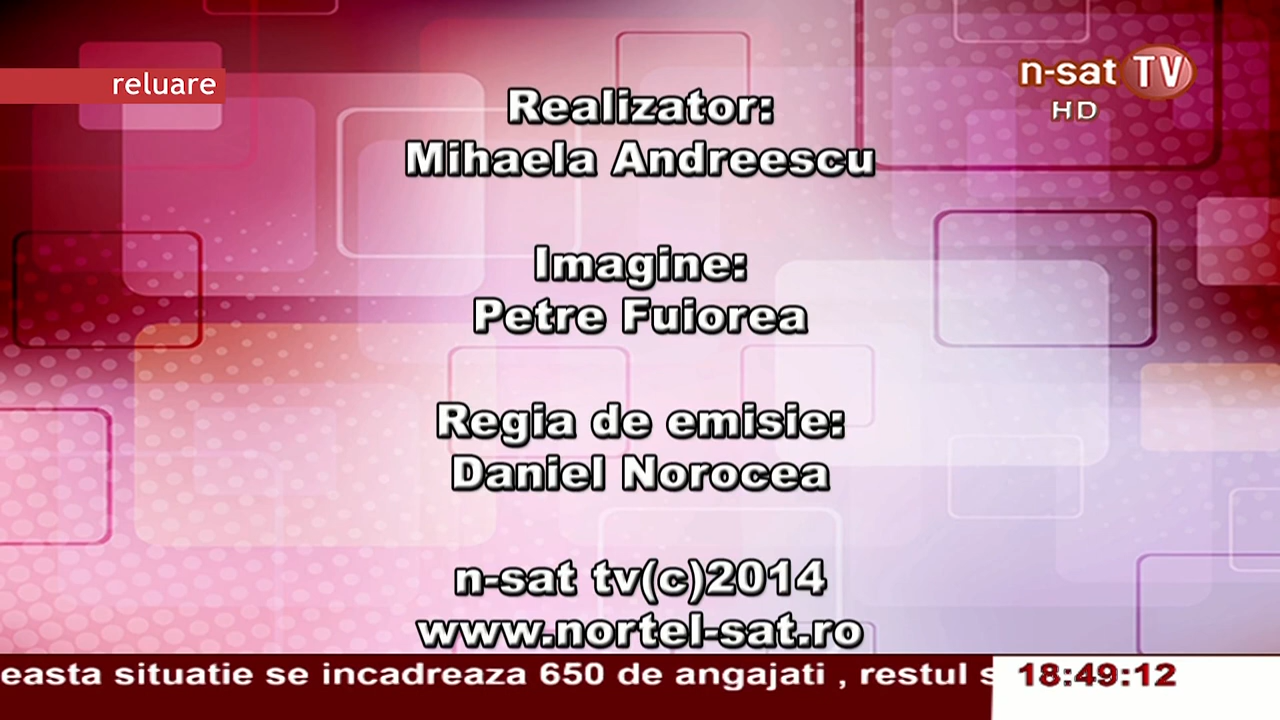 reluare
n-sat TV
HD
Realizator:
Mihaela Andreescu
Imagine:
Petre Fuiorea
Regia de emisie:
Daniel Norocea
n-sat tv(c)2014
www.nortel-sat.ro
easta situatie se incadreaza 650 de angajati , restul s
18:49:12